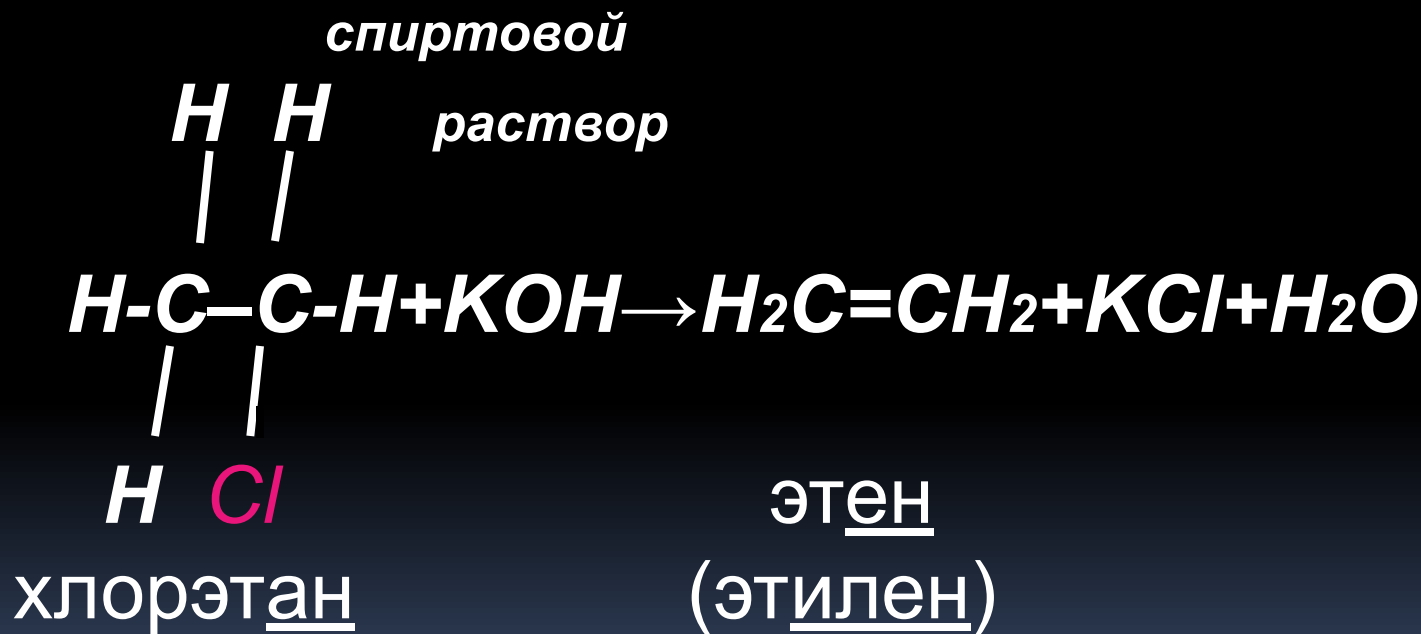 спиртовой
H H раствор
H-C–C-H+KOH→H2C=CH2+KCl+H2O
H Cl этен
хлорэтан (этилен)